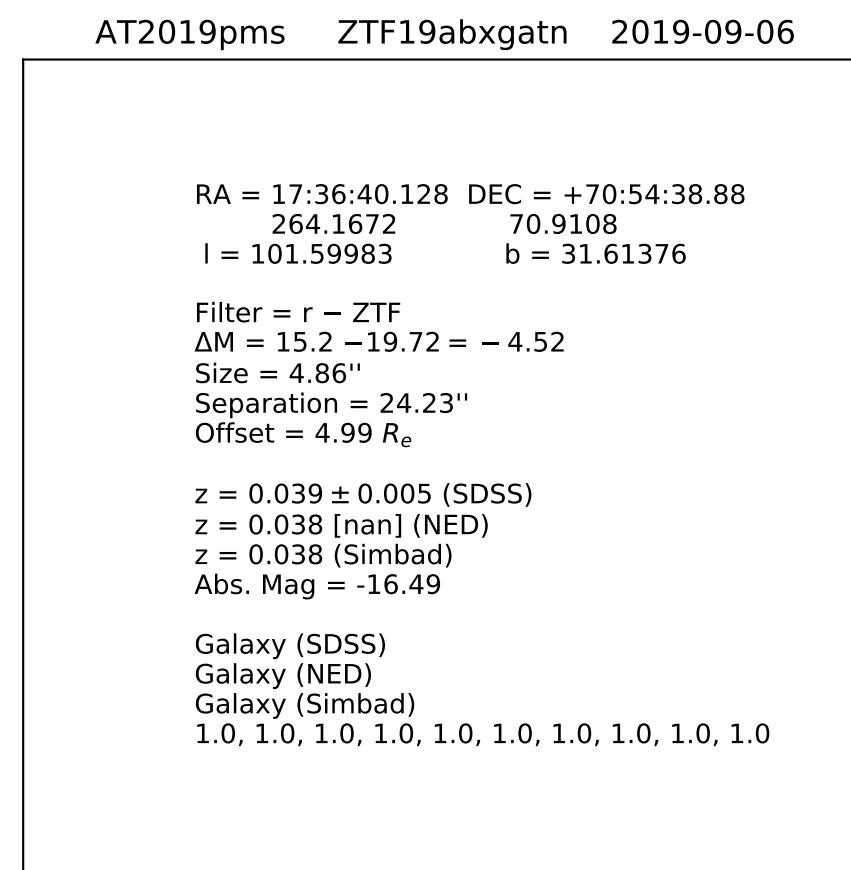 AT2019pms ZTF19abxgatn 2019-09-06
RA = 17:36:40.128 DEC = +70:54:38.88
264.1672 70.9108
l = 101.59983 b = 31.61376
Filter = r − ZTF
ΔM = 15.2 −19.72 = − 4.52
Size = 4.86''
Separation = 24.23''
Offset = 4.99 Rₑ
z = 0.039 ± 0.005 (SDSS)
z = 0.038 [nan] (NED)
z = 0.038 (Simbad)
Abs. Mag = -16.49
Galaxy (SDSS)
Galaxy (NED)
Galaxy (Simbad)
1.0, 1.0, 1.0, 1.0, 1.0, 1.0, 1.0, 1.0, 1.0, 1.0